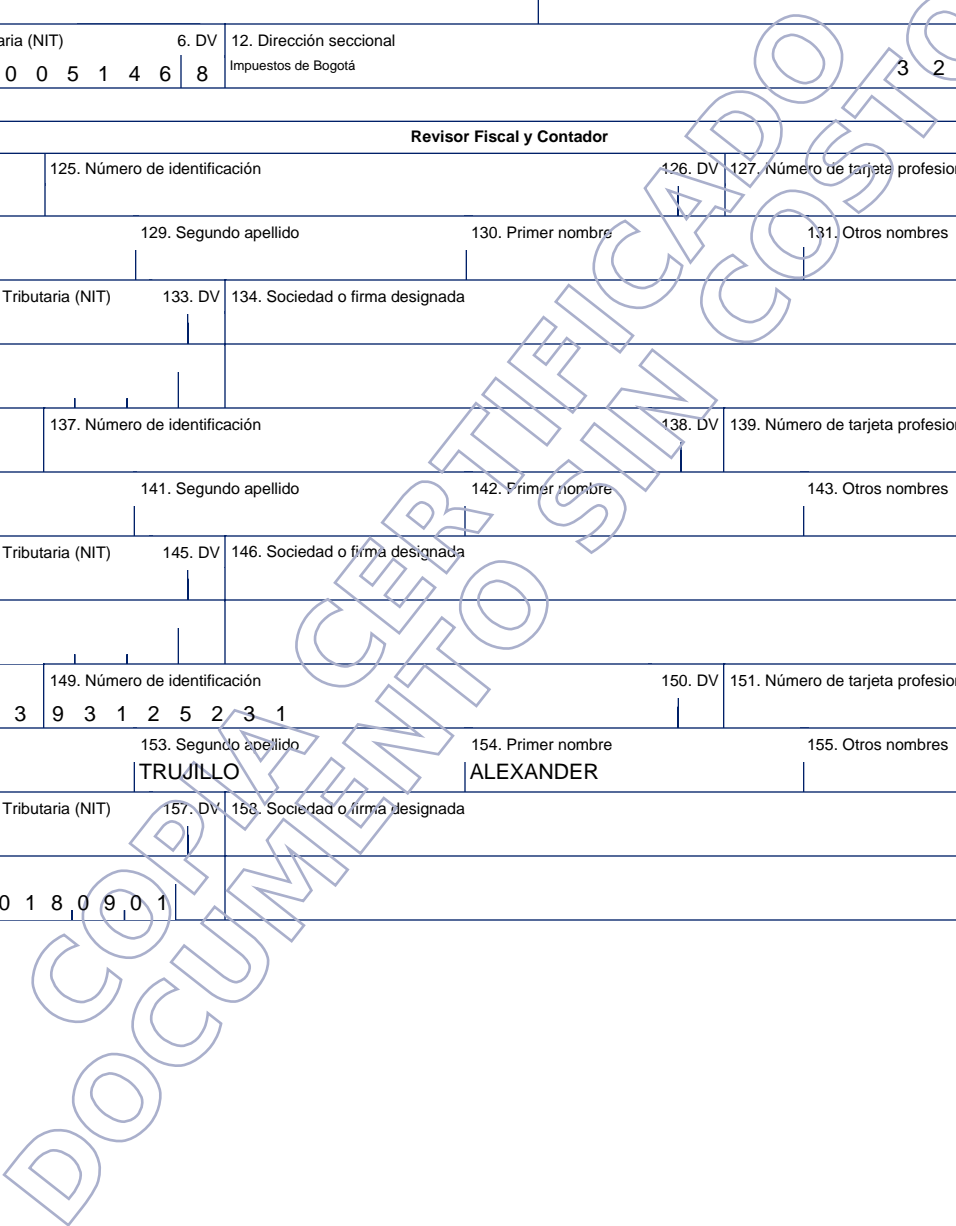 aria (NIT) 6. DV 12. Dirección seccional
0 0 5 1 4 6 8 Impuestos de Bogotá 3 2
Revisor Fiscal y Contador
125. Número de identificación 126. DV 127. Número de tarjeta profesion
129. Segundo apellido 130. Primer nombre 131. Otros nombres
Tributaria (NIT) 133. DV 134. Sociedad o firma designada
137. Número de identificación 138. DV 139. Número de tarjeta profesion
141. Segundo apellido 142. Primer nombre 143. Otros nombres
Tributaria (NIT) 145. DV 146. Sociedad o firma designada
149. Número de identificación 150. DV 151. Número de tarjeta profesion
3 9 3 1 2 5 2 3 1
153. Segundo apellido 154. Primer nombre 155. Otros nombres
TRUJILLO ALEXANDER
Tributaria (NIT) 157. DV 158. Sociedad o firma designada
0 1 8 0 9 0 1
COPIA CERTIFICADO
DOCUMENTO SIN COSTO